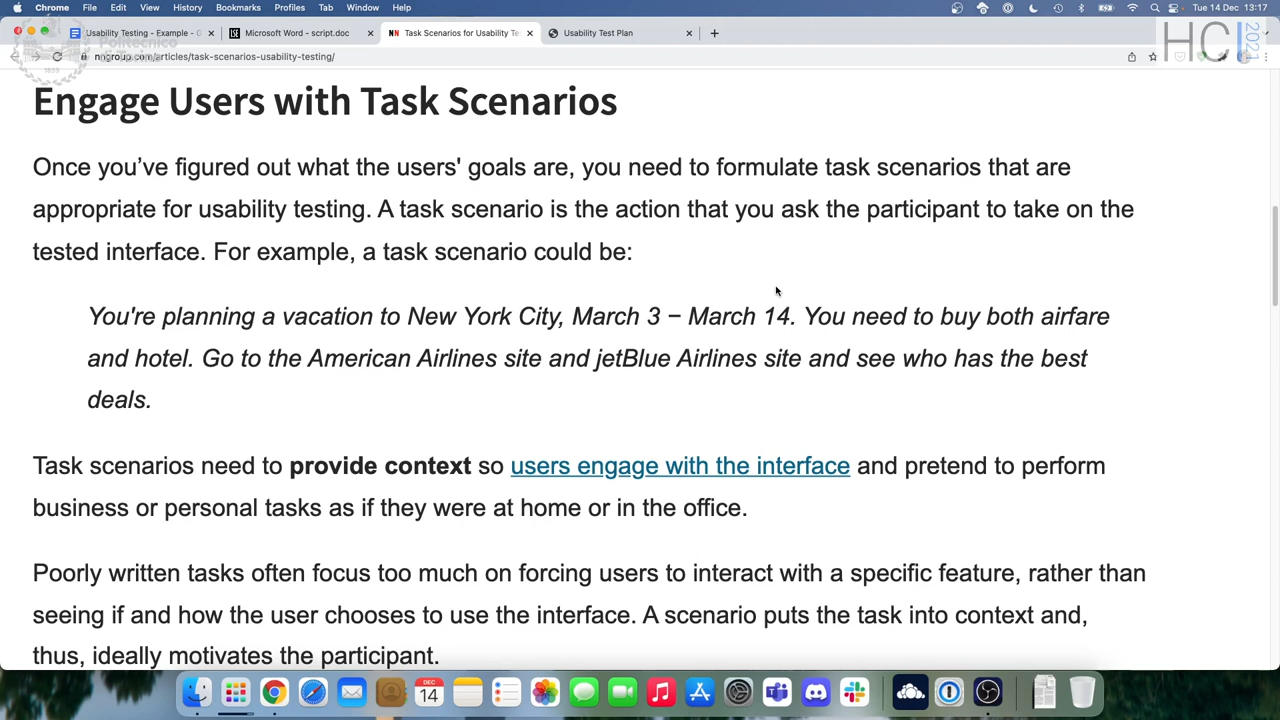 Chrome File Edit View History Bookmarks Profiles Tab Window Help Tue 14 Dec 13:17
Usability Testing - Example - G Microsoft Word - script.doc Task Scenarios for Usability Te Usability Test Plan
nngroup.com/articles/task-scenarios-usability-testing/
Politecnico
di Torino
1859
HCI 2021
Engage Users with Task Scenarios
Once you’ve figured out what the users' goals are, you need to formulate task scenarios that are
appropriate for usability testing. A task scenario is the action that you ask the participant to take on the
tested interface. For example, a task scenario could be:
You're planning a vacation to New York City, March 3 − March 14. You need to buy both airfare
and hotel. Go to the American Airlines site and jetBlue Airlines site and see who has the best
deals.
Task scenarios need to provide context so users engage with the interface and pretend to perform
business or personal tasks as if they were at home or in the office.
Poorly written tasks often focus too much on forcing users to interact with a specific feature, rather than
seeing if and how the user chooses to use the interface. A scenario puts the task into context and,
thus, ideally motivates the participant.
DEC
14